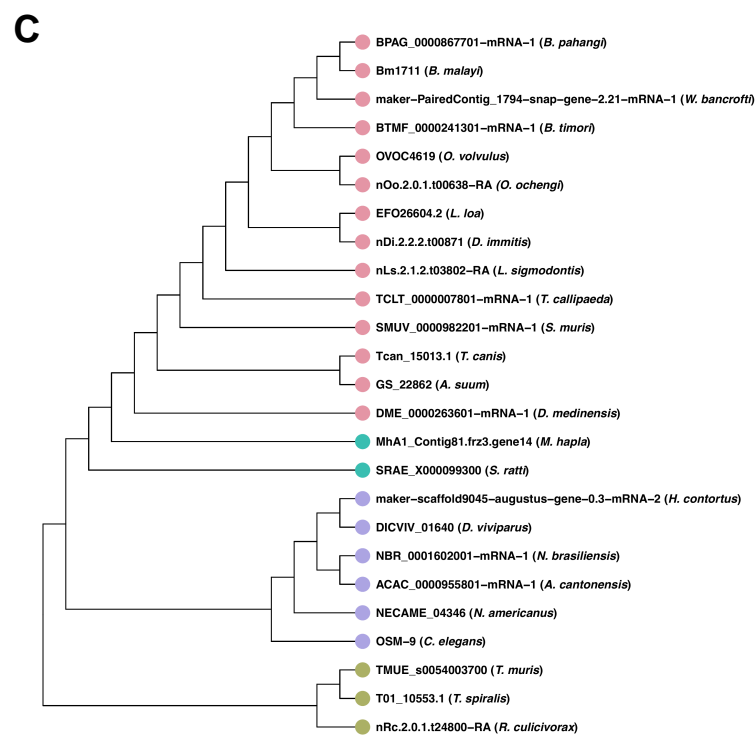 C
BPAG_0000867701−mRNA−1 (B. pahangi)
Bm1711 (B. malayi)
maker−PairedContig_1794−snap−gene−2.21−mRNA−1 (W. bancrofti)
BTMF_0000241301−mRNA−1 (B. timori)
OVOC4619 (O. volvulus)
nOo.2.0.1.t00638−RA (O. ochengi)
EFO26604.2 (L. loa)
nDi.2.2.2.t00871 (D. immitis)
nLs.2.1.2.t03802−RA (L. sigmodontis)
TCLT_0000007801−mRNA−1 (T. callipaeda)
SMUV_0000982201−mRNA−1 (S. muris)
Tcan_15013.1 (T. canis)
GS_22862 (A. suum)
DME_0000263601−mRNA−1 (D. medinensis)
MhA1_Contig81.frz3.gene14 (M. hapla)
SRAE_X000099300 (S. ratti)
maker−scaffold9045−augustus−gene−0.3−mRNA−2 (H. contortus)
DICVIV_01640 (D. viviparus)
NBR_0001602001−mRNA−1 (N. brasiliensis)
ACAC_0000955801−mRNA−1 (A. cantonensis)
NECAME_04346 (N. americanus)
OSM−9 (C. elegans)
TMUE_s0054003700 (T. muris)
T01_10553.1 (T. spiralis)
nRc.2.0.1.t24800−RA (R. culicivorax)